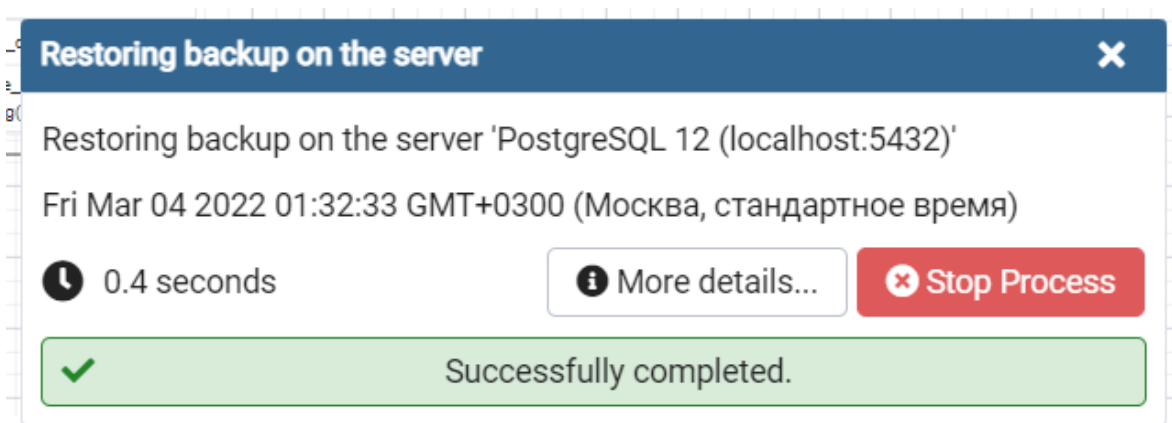 Restoring backup on the server
Restoring backup on the server 'PostgreSQL 12 (localhost:5432)'
Fri Mar 04 2022 01:32:33 GMT+0300 (Москва, стандартное время)
0.4 seconds
More details...
Stop Process
Successfully completed.